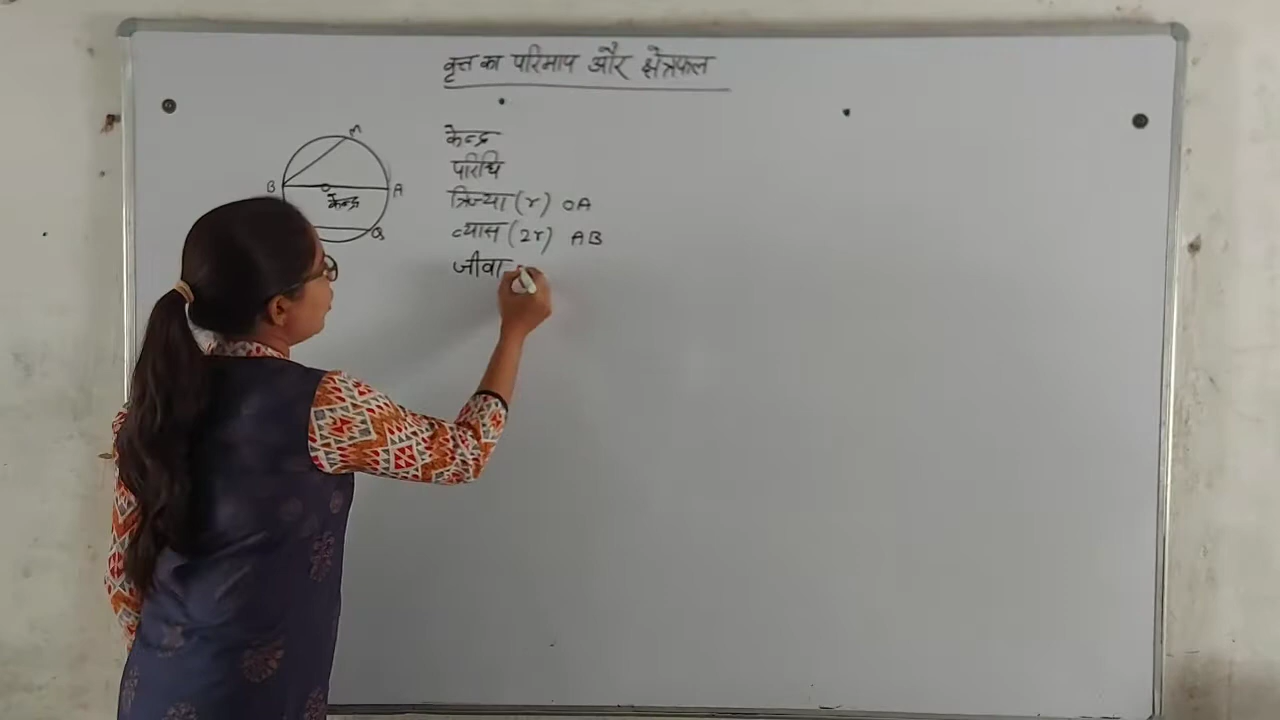 वृत्त का परिमाप और क्षेत्रफल
M
B
A
केन्द्र
Q
केन्द्र
परिधि
त्रिज्या (r) OA
व्यास (2r) AB
जीवा